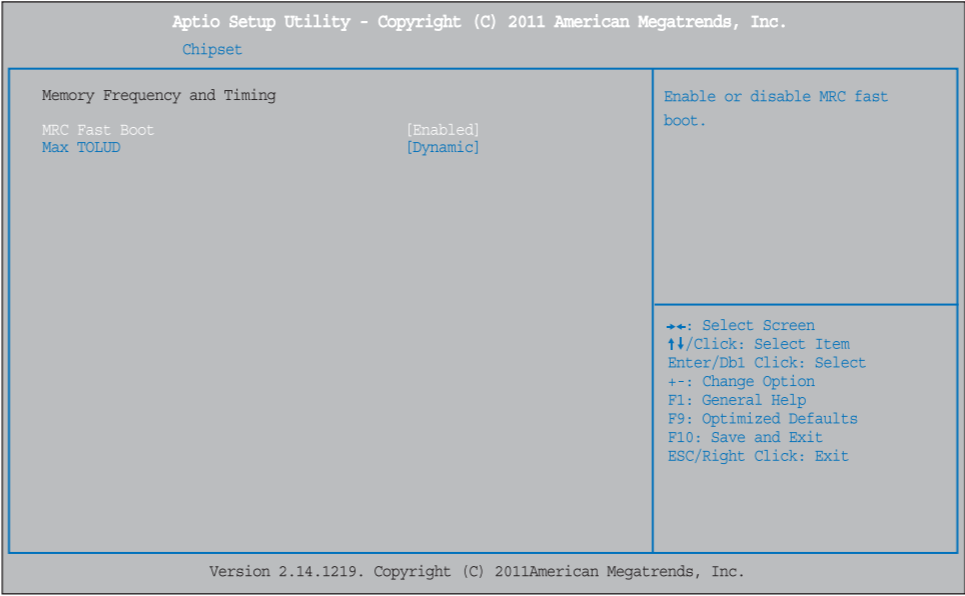 Aptio Setup Utility - Copyright (C) 2011 American Megatrends, Inc.
Chipset
Memory Frequency and Timing
MRC Fast Boot [Enabled]
Max TOLUD [Dynamic]
Enable or disable MRC fast
boot.
→←: Select Screen
↑↓/Click: Select Item
Enter/Dbl Click: Select
+-: Change Option
F1: General Help
F9: Optimized Defaults
F10: Save and Exit
ESC/Right Click: Exit
Version 2.14.1219. Copyright (C) 2011American Megatrends, Inc.